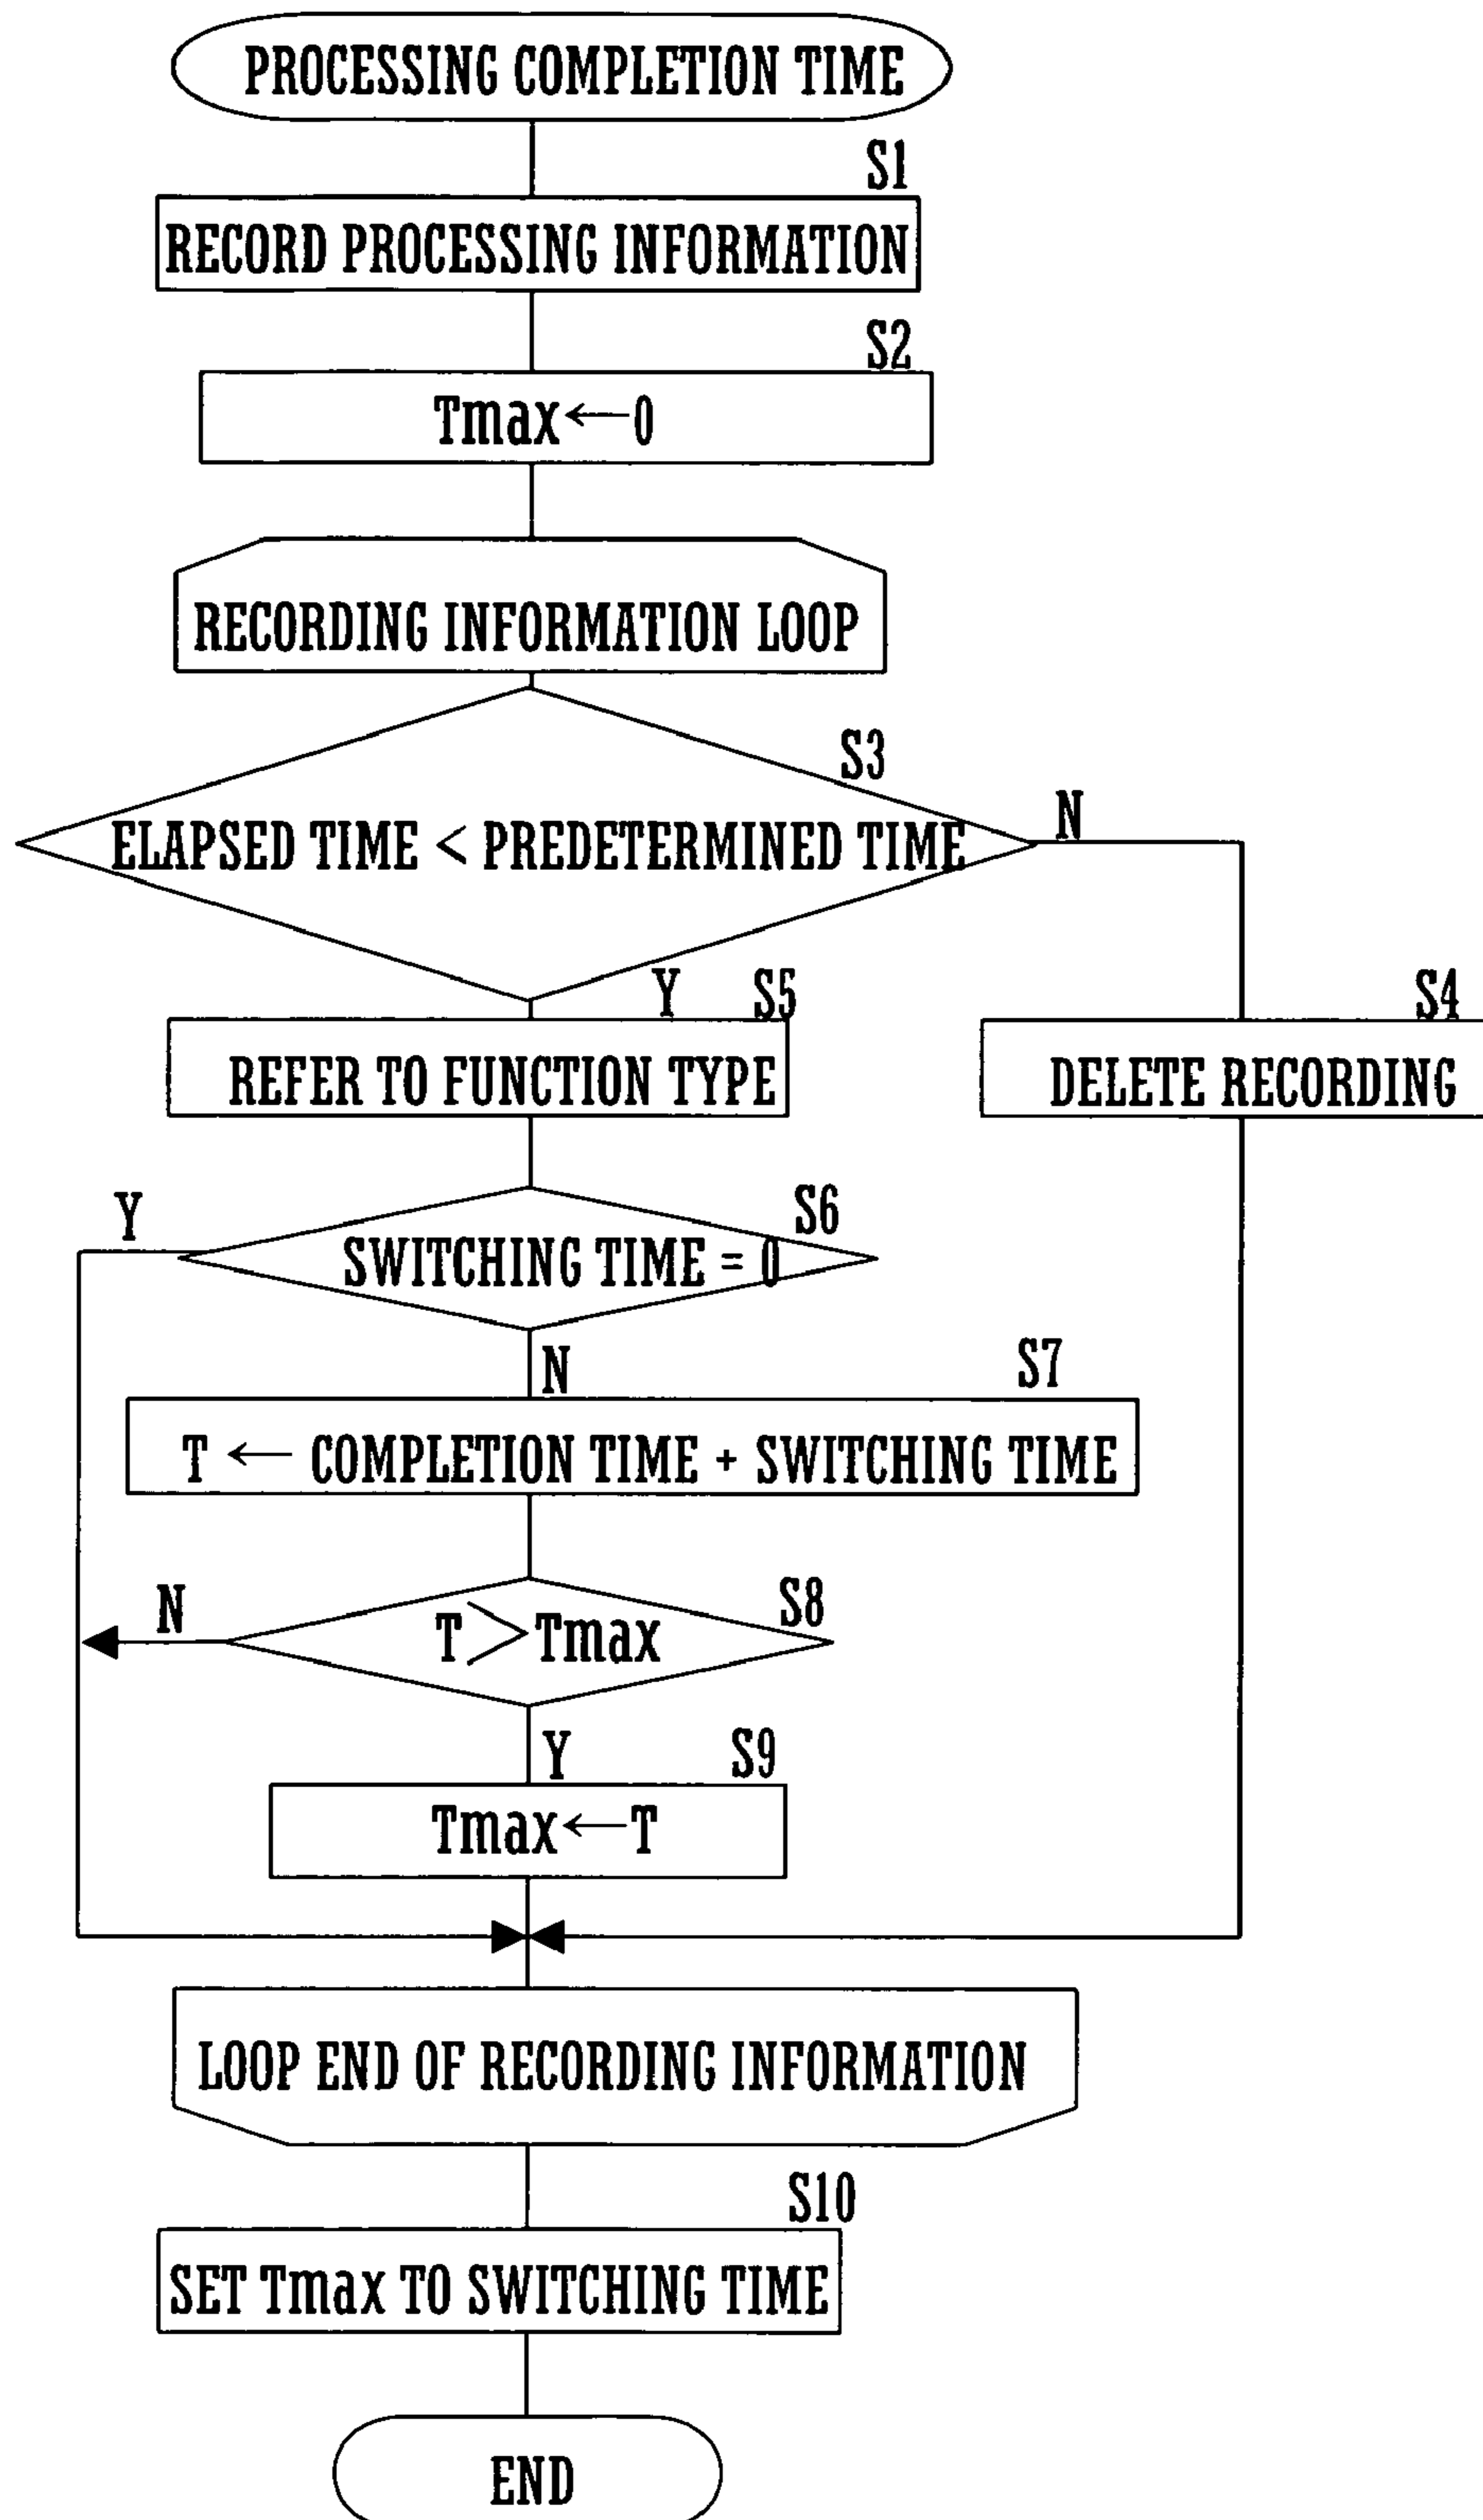 PROCESSING COMPLETION TIME
S1
RECORD PROCESSING INFORMATION
S2
Tmax←0
RECORDING INFORMATION LOOP
S3
ELAPSED TIME < PREDETERMINED TIME
N
Y
S5
REFER TO FUNCTION TYPE
S4
DELETE RECORDING
Y
S6
SWITCHING TIME = 0
N
S7
T ← COMPLETION TIME + SWITCHING TIME
N
S8
T>Tmax
Y
S9
Tmax←T
LOOP END OF RECORDING INFORMATION
S10
SET Tmax TO SWITCHING TIME
END